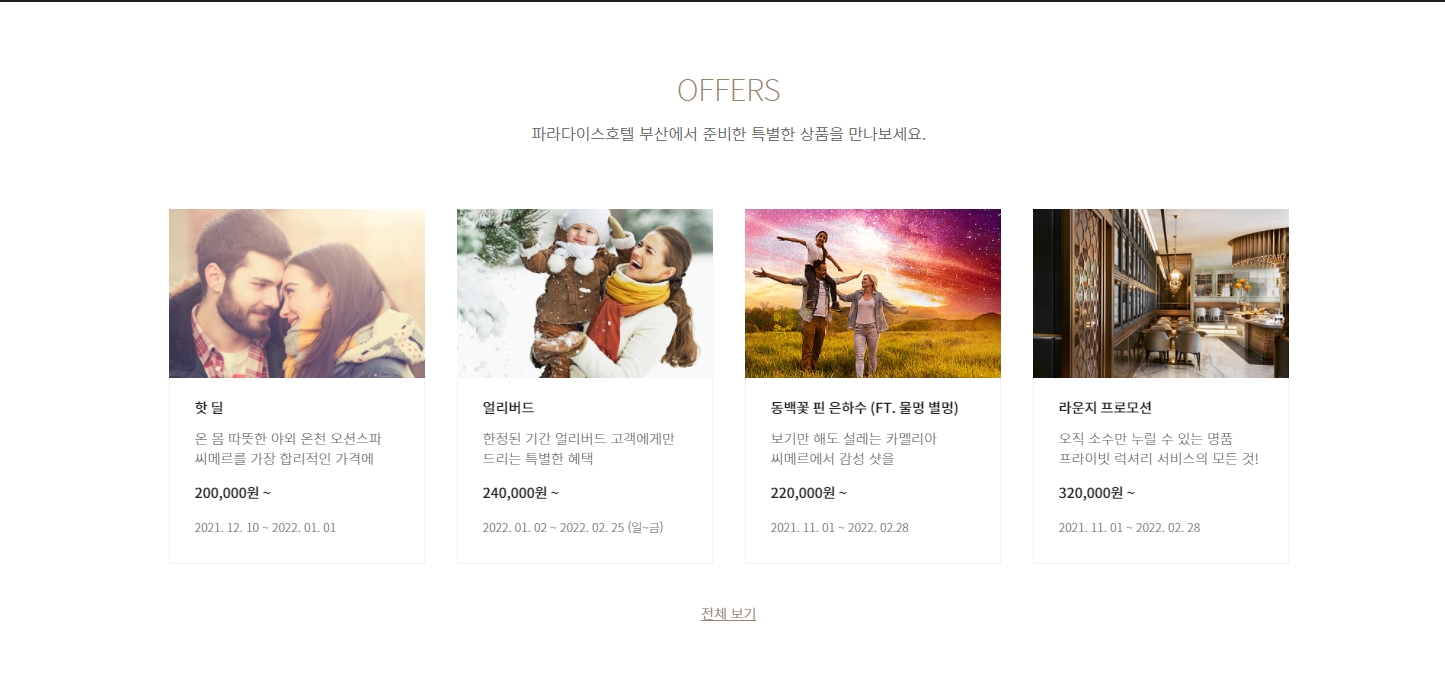 OFFERS
파라다이스호텔 부산에서 준비한 특별한 상품을 만나보세요.
핫 딜
온 몸 따뜻한 야외 온천 오션스파
씨메르를 가장 합리적인 가격에
200,000원 ~
2021. 12. 10 ~ 2022. 01. 01
얼리버드
한정된 기간 얼리버드 고객에게만
드리는 특별한 혜택
240,000원 ~
2022. 01. 02 ~ 2022. 02. 25 (일~금)
동백꽃 핀 은하수 (FT. 물멍 별멍)
보기만 해도 설레는 카멜리아
씨메르에서 감성 샷을
220,000원 ~
2021. 11. 01 ~ 2022. 02.28
라운지 프로모션
오직 소수만 누릴 수 있는 명품
프라이빗 럭셔리 서비스의 모든 것!
320,000원 ~
2021. 11. 01 ~ 2022. 02. 28
전체 보기